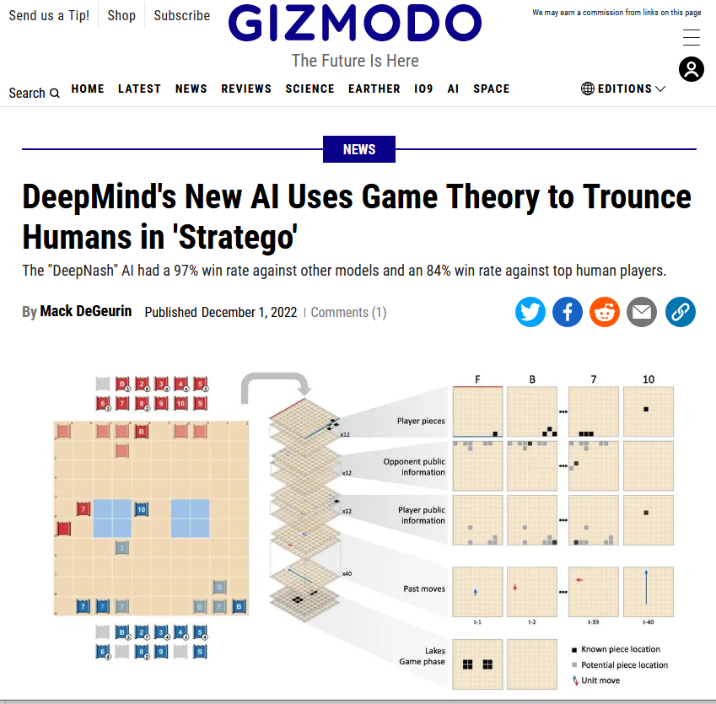 Send us a Tip!
Shop
Subscribe
GIZMODO
We may earn a commission from links on this page
The Future Is Here
Search
HOME
LATEST
NEWS
REVIEWS
SCIENCE
EARTHER
IO9
AI
SPACE
EDITIONS
NEWS
DeepMind's New AI Uses Game Theory to Trounce
Humans in 'Stratego'
The "DeepNash" AI had a 97% win rate against other models and an 84% win rate against top human players.
By Mack DeGeurin
Published December 1, 2022
Comments (1)
F
B
7
10
Player pieces
x12
Opponent public
information
x12
Player public
information
x12
Past moves
x40
t-1
t-2
t-39
t-40
Lakes
Game phase
Known piece location
Potential piece location
Unit move
B
7
10
7
7
B